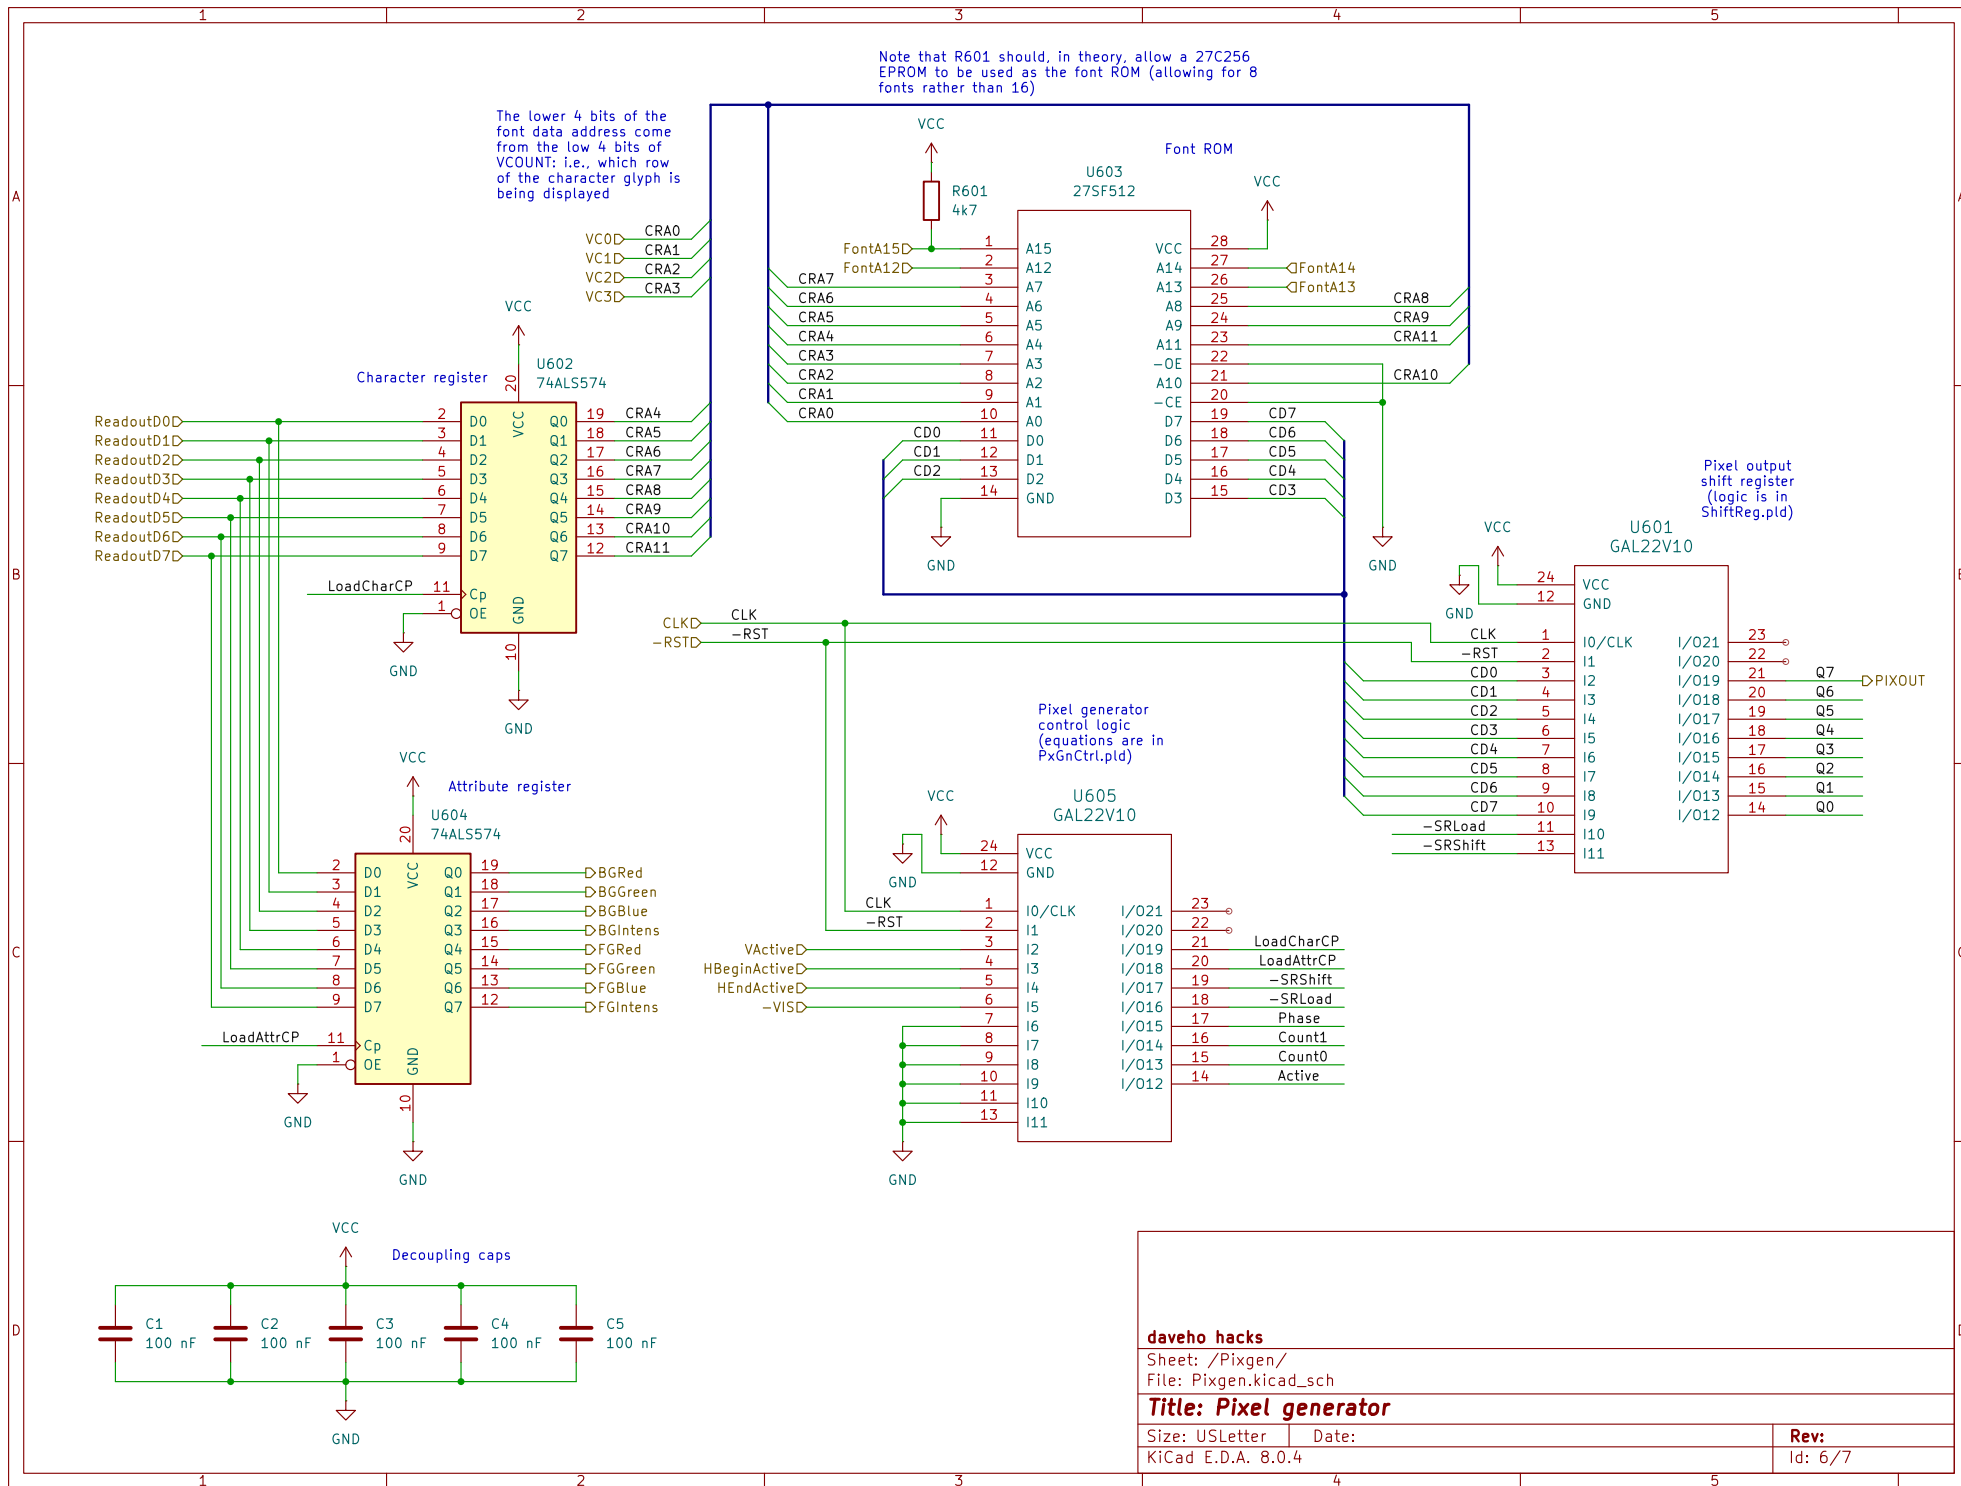 1 2 3 4 5
A
B
C
D
Note that R601 should, in theory, allow a 27C256
EPROM to be used as the font ROM (allowing for 8
fonts rather than 16)
The lower 4 bits of the
font data address come
from the low 4 bits of
VCOUNT: i.e., which row
of the character glyph is
being displayed
VC0 CRA0
VC1 CRA1
VC2 CRA2
VC3 CRA3
VCC
R601
4k7
Font ROM
U603
27SF512
VCC
FontA15 1 A15 VCC 28
FontA12 2 A12 A14 27 FontA14
CRA7 3 A7 A13 26 FontA13
CRA6 4 A6 A8 25 CRA8
CRA5 5 A5 A9 24 CRA9
CRA4 6 A4 A11 23 CRA11
CRA3 7 A3 -OE 22
CRA2 8 A2 A10 21 CRA10
CRA1 9 A1 -CE 20
CRA0 10 A0 D7 19 CD7
CD0 11 D0 D6 18 CD6
CD1 12 D1 D5 17 CD5
CD2 13 D2 D4 16 CD4
14 GND D3 15 CD3
GND
GND
VCC
Character register
U602
74ALS574
20
VCC
ReadoutD0 2 D0 Q0 19 CRA4
ReadoutD1 3 D1 Q1 18 CRA5
ReadoutD2 4 D2 Q2 17 CRA6
ReadoutD3 5 D3 Q3 16 CRA7
ReadoutD4 6 D4 Q4 15 CRA8
ReadoutD5 7 D5 Q5 14 CRA9
ReadoutD6 8 D6 Q6 13 CRA10
ReadoutD7 9 D7 Q7 12 CRA11
LoadCharCP 11 Cp
1 OE
GND
10
GND
GND
CLK CLK
-RST -RST
Pixel output
shift register
(logic is in
ShiftReg.pld)
VCC
U601
GAL22V10
GND
24 VCC
12 GND
CLK 1 I0/CLK I/O21 23
-RST 2 I1 I/O20 22
CD0 3 I2 I/O19 21 Q7 PIXOUT
CD1 4 I3 I/O18 20 Q6
CD2 5 I4 I/O17 19 Q5
CD3 6 I5 I/O16 18 Q4
CD4 7 I6 I/O15 17 Q3
CD5 8 I7 I/O14 16 Q2
CD6 9 I8 I/O13 15 Q1
CD7 10 I9 I/O12 14 Q0
-SRLoad 11 I10
-SRShift 13 I11
VCC
Attribute register
U604
74ALS574
20
VCC
2 D0 Q0 19 BGRed
3 D1 Q1 18 BGGreen
4 D2 Q2 17 BGBlue
5 D3 Q3 16 BGIntens
6 D4 Q4 15 FGRed
7 D5 Q5 14 FGGreen
8 D6 Q6 13 FGBlue
9 D7 Q7 12 FGIntens
LoadAttrCP 11 Cp
1 OE
GND
10
GND
GND
Pixel generator
control logic
(equations are in
PxGnCtrl.pld)
VCC
U605
GAL22V10
GND
24 VCC
12 GND
CLK 1 I0/CLK I/O21 23
-RST 2 I1 I/O20 22
VActive 3 I2 I/O19 21 LoadCharCP
HBeginActive 4 I3 I/O18 20 LoadAttrCP
HEndActive 5 I4 I/O17 19 -SRShift
-VIS 6 I5 I/O16 18 -SRLoad
7 I6 I/O15 17 Phase
8 I7 I/O14 16 Count1
9 I8 I/O13 15 Count0
10 I9 I/O12 14 Active
11 I10
13 I11
GND
VCC
Decoupling caps
C1 C2 C3 C4 C5
100 nF 100 nF 100 nF 100 nF 100 nF
GND
daveho hacks
Sheet: /Pixgen/
File: Pixgen.kicad_sch
Title: Pixel generator
Size: USLetter Date: Rev:
KiCad E.D.A. 8.0.4 Id: 6/7
1 2 3 4 5